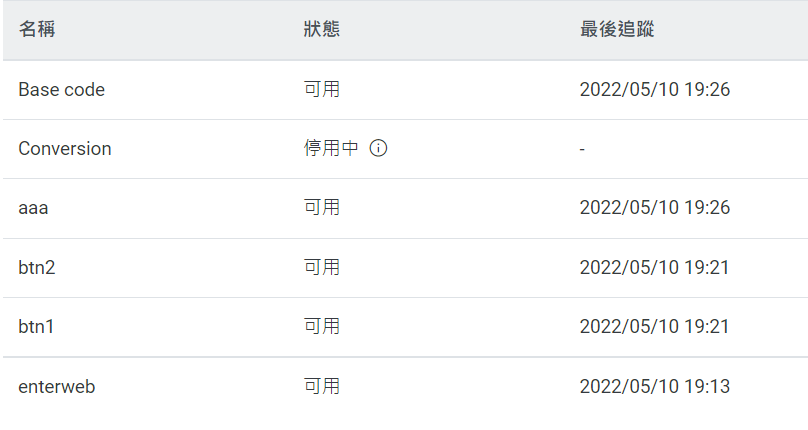 名稱 狀態 最後追蹤
Base code 可用 2022/05/10 19:26
Conversion 停用中 -
aaa 可用 2022/05/10 19:26
btn2 可用 2022/05/10 19:21
btn1 可用 2022/05/10 19:21
enterweb 可用 2022/05/10 19:13